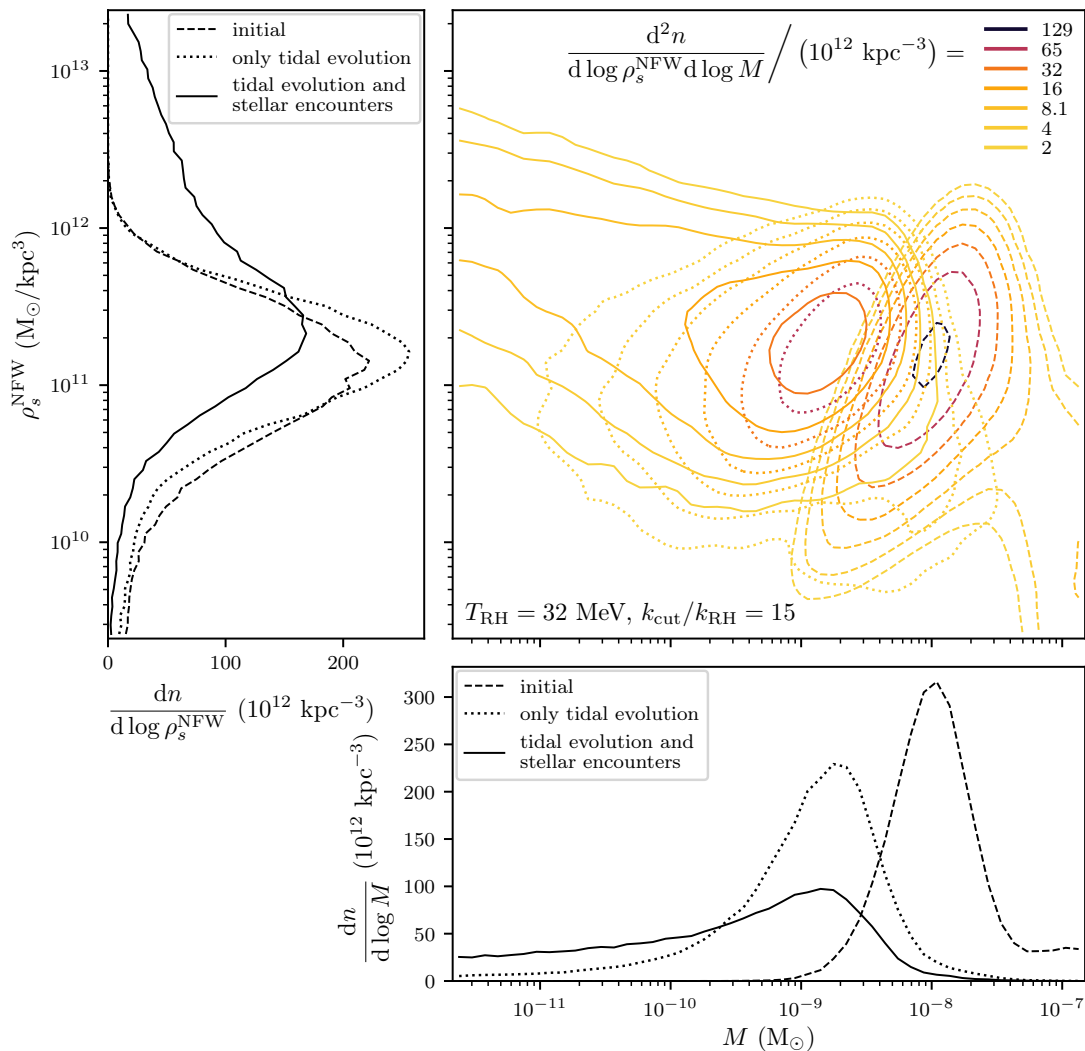 initial
only tidal evolution
tidal evolution and
stellar encounters
10^13
10^12
10^11
10^10
ρ_s^NFW (M_⊙/kpc^3)
0 100 200
dn / d log ρ_s^NFW (10^12 kpc^−3)
d^2n / d log ρ_s^NFW d log M / (10^12 kpc^−3) =
129
65
32
16
8.1
4
2
T_RH = 32 MeV, k_cut/k_RH = 15
initial
only tidal evolution
tidal evolution and
stellar encounters
300
250
200
150
100
50
0
dn / d log M (10^12 kpc^−3)
10^−11 10^−10 10^−9 10^−8 10^−7
M (M_⊙)